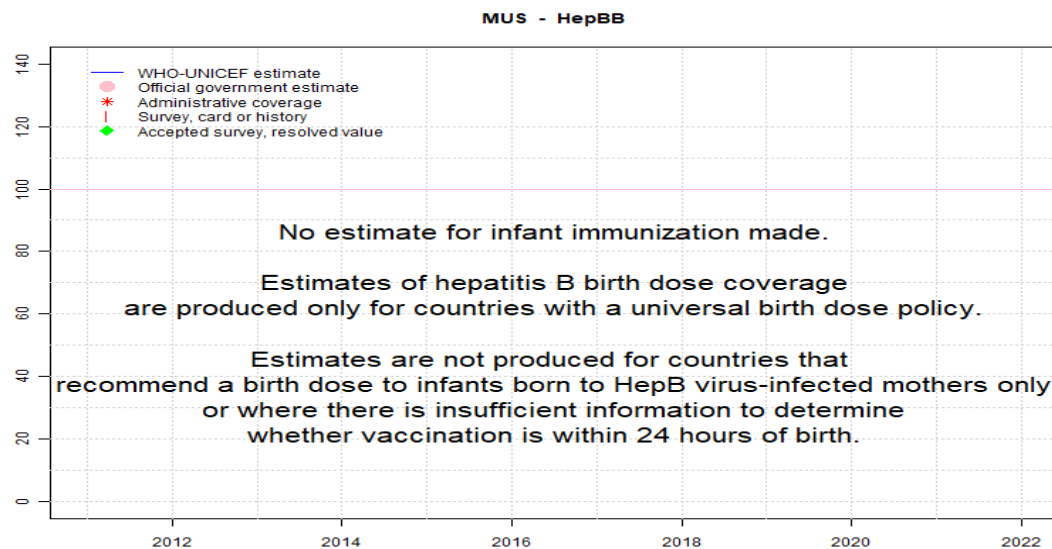 MUS - HepBB
140
120
100
80
60
40
20
0
WHO-UNICEF estimate
Official government estimate
Administrative coverage
Survey, card or history
Accepted survey, resolved value
No estimate for infant immunization made.
Estimates of hepatitis B birth dose coverage
are produced only for countries with a universal birth dose policy.
Estimates are not produced for countries that
recommend a birth dose to infants born to HepB virus-infected mothers only
or where there is insufficient information to determine
whether vaccination is within 24 hours of birth.
2012 2014 2016 2018 2020 2022